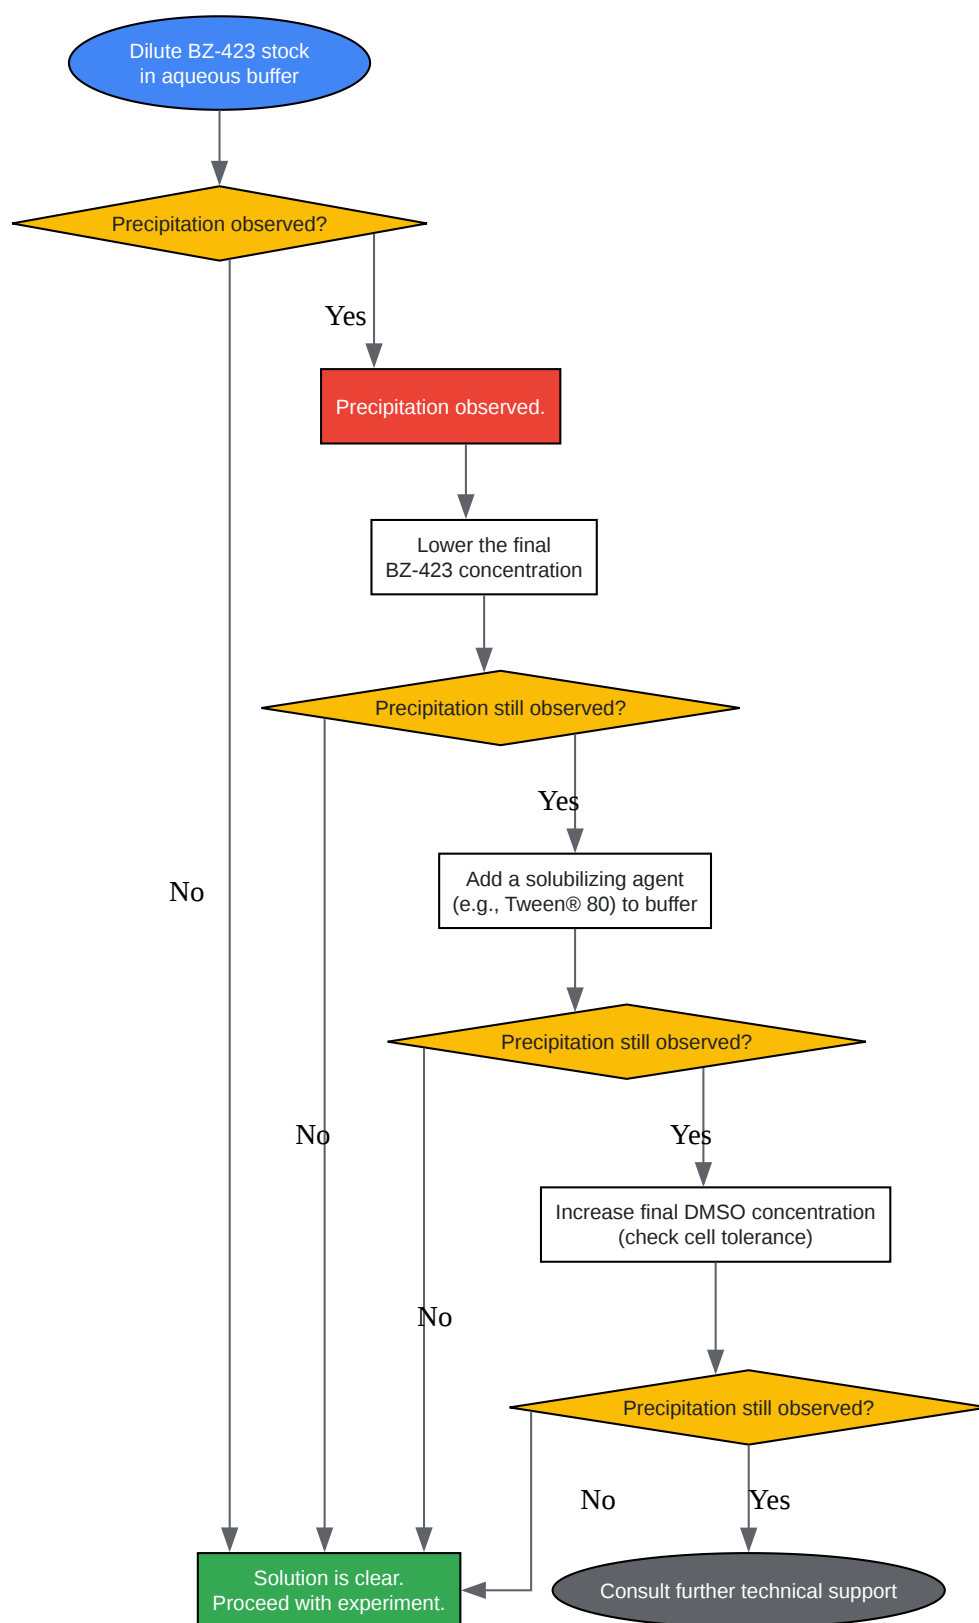 Dilute BZ-423 stock
in aqueous buffer
Precipitation observed?
Yes
Precipitation observed.
Lower the final
BZ-423 concentration
Precipitation still observed?
Yes
Add a solubilizing agent
(e.g., Tween® 80) to buffer
No
Precipitation still observed?
No
Yes
Increase final DMSO concentration
(check cell tolerance)
No
Precipitation still observed?
No
Yes
Solution is clear.
Proceed with experiment.
Consult further technical support